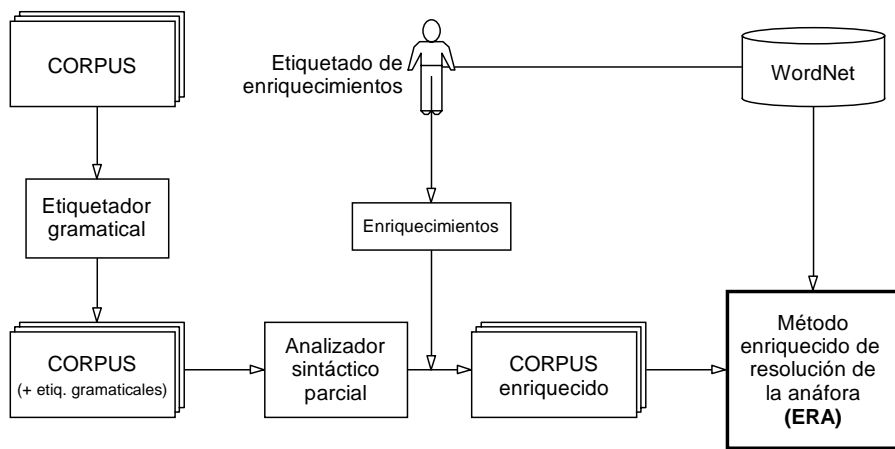 CORPUS
Etiquetado de
enriquecimientos
WordNet
Etiquetador
gramatical
Enriquecimientos
CORPUS
(+ etiq. gramaticales)
Analizador
sintáctico
parcial
CORPUS
enriquecido
Método
enriquecido de
resolución de
la anáfora
(ERA)